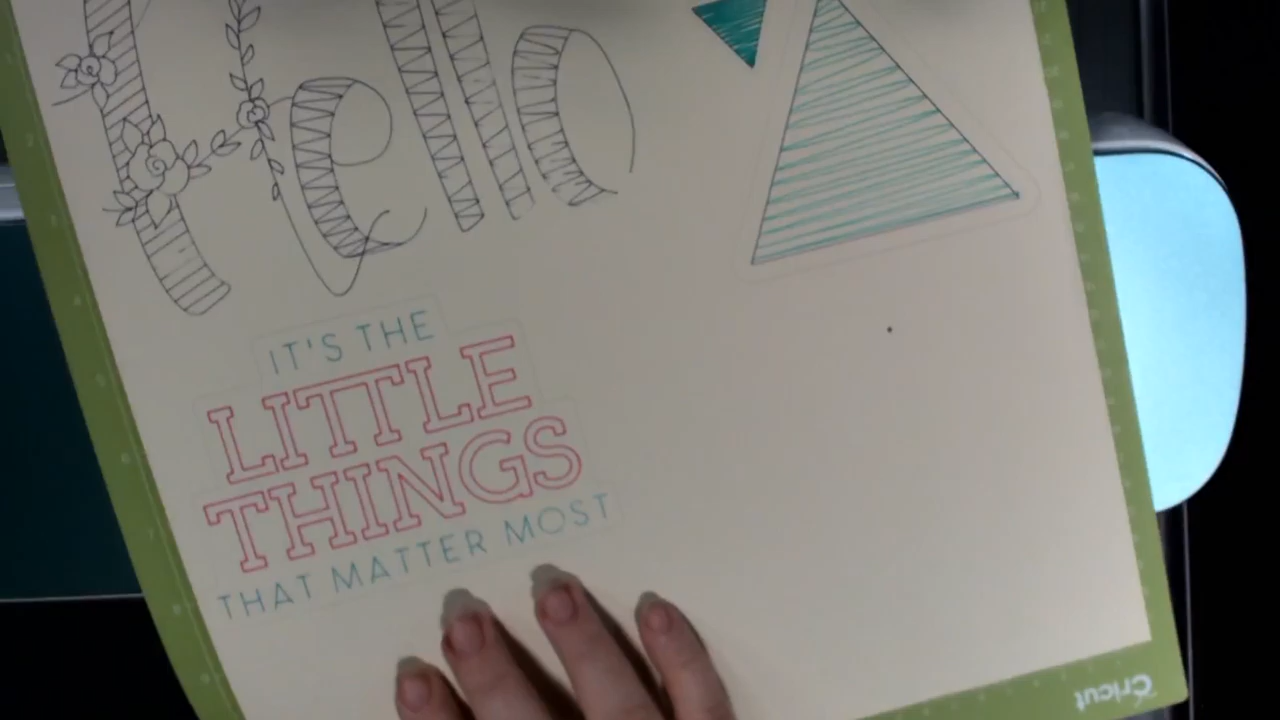 Hello
IT'S THE
LITTLE
THINGS
THAT MATTER MOST
Cricut